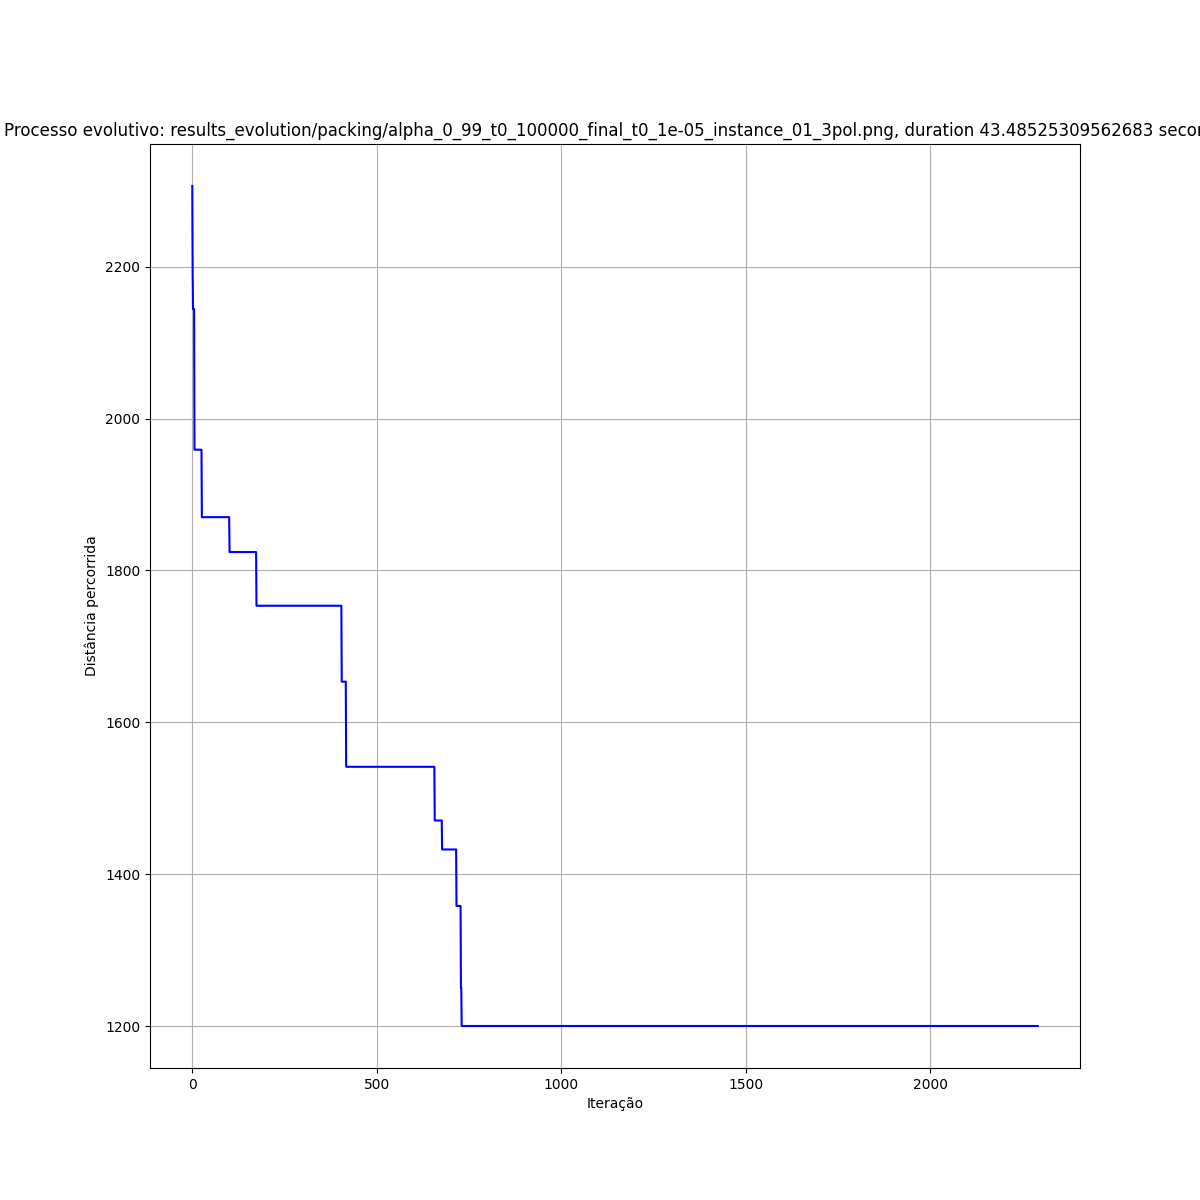 Processo evolutivo: results_evolution/packing/alpha_0_99_t0_100000_final_t0_1e-05_instance_01_3pol.png, duration 43.48525309562683 secor
2200
2000
1800
1600
1400
1200
Distância percorrida
0 500 1000 1500 2000
Iteração